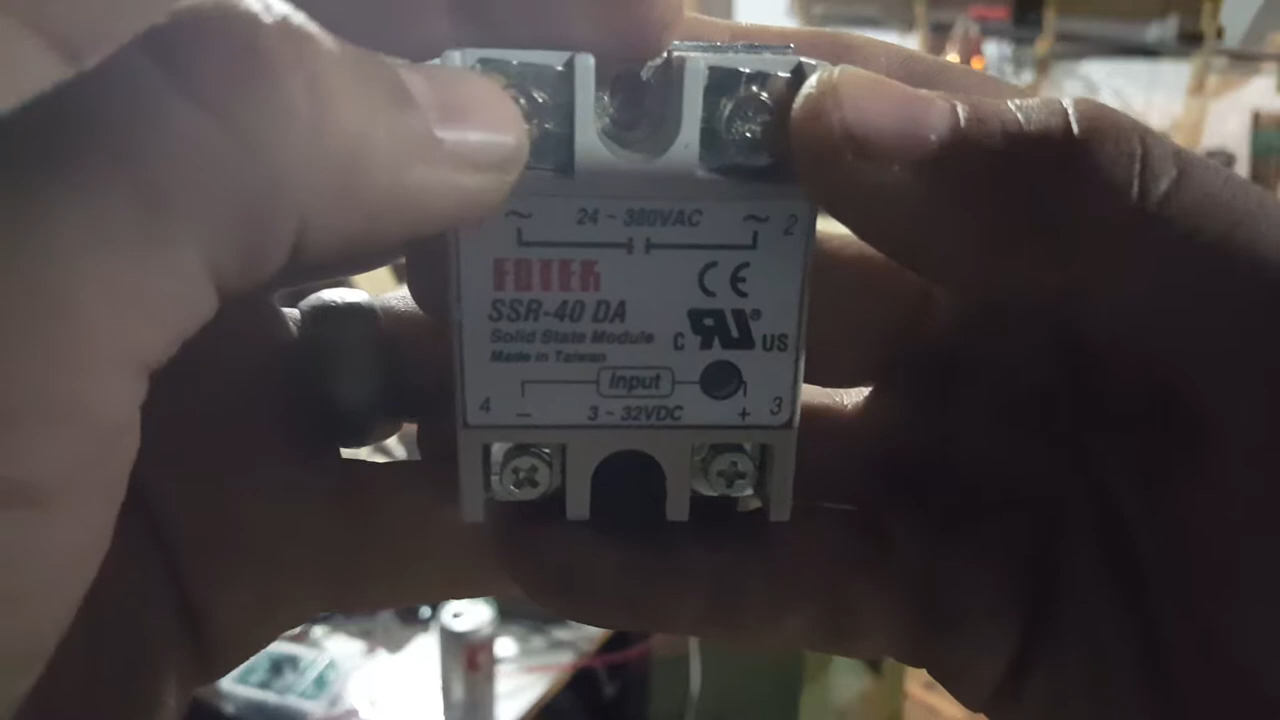 ~ 24 ~ 380VAC ~ 2
FOTEK
CE
SSR-40 DA
Solid State Module
C RU® US
Made in Taiwan
Input
4 − 3 ~ 32VDC + 3